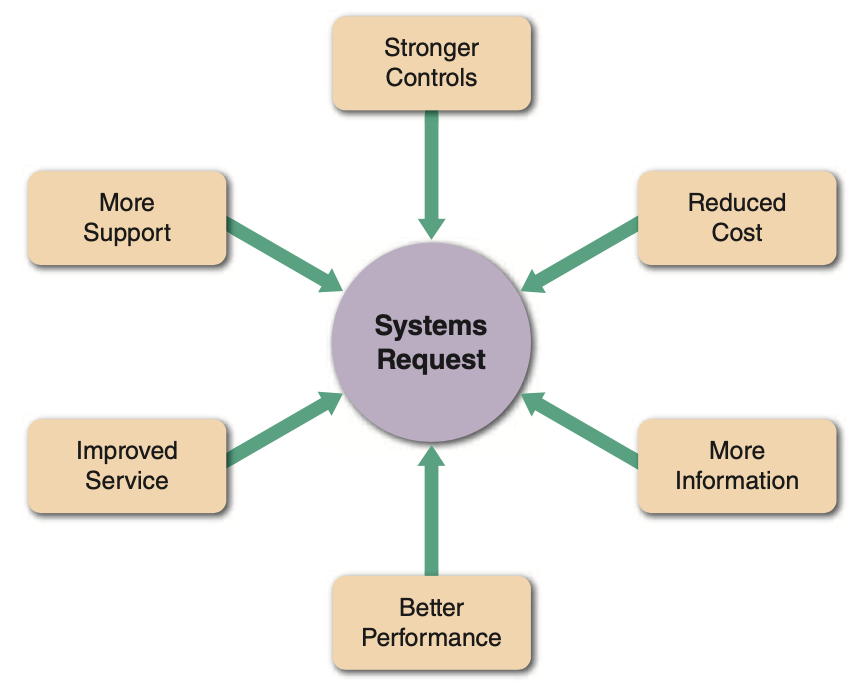 Stronger
Controls
More
Support
Reduced
Cost
Systems
Request
Improved
Service
More
Information
Better
Performance